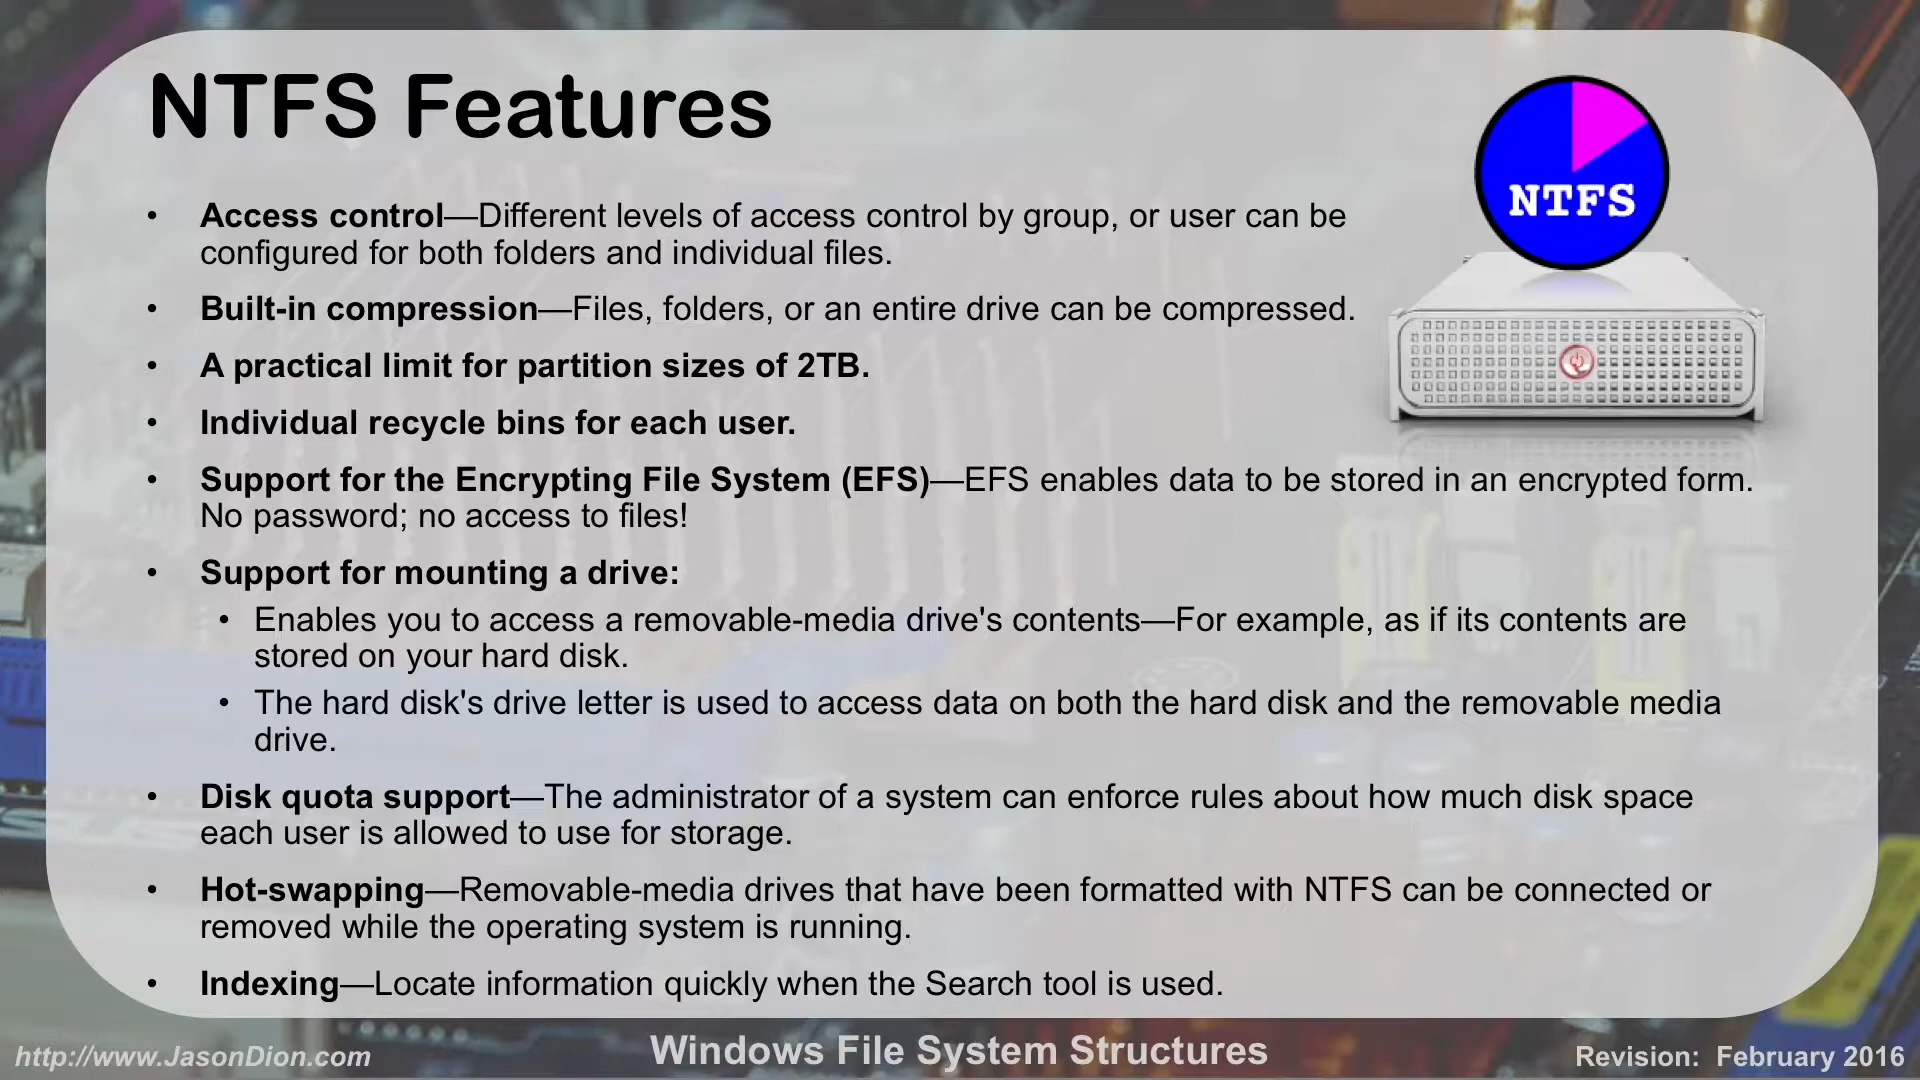 NTFS Features
NTFS
• Access control—Different levels of access control by group, or user can be
configured for both folders and individual files.
• Built-in compression—Files, folders, or an entire drive can be compressed.
• A practical limit for partition sizes of 2TB.
• Individual recycle bins for each user.
• Support for the Encrypting File System (EFS)—EFS enables data to be stored in an encrypted form.
No password; no access to files!
• Support for mounting a drive:
• Enables you to access a removable-media drive's contents—For example, as if its contents are
stored on your hard disk.
• The hard disk's drive letter is used to access data on both the hard disk and the removable media
drive.
• Disk quota support—The administrator of a system can enforce rules about how much disk space
each user is allowed to use for storage.
• Hot-swapping—Removable-media drives that have been formatted with NTFS can be connected or
removed while the operating system is running.
• Indexing—Locate information quickly when the Search tool is used.
http://www.JasonDion.com
Windows File System Structures
Revision: February 2016